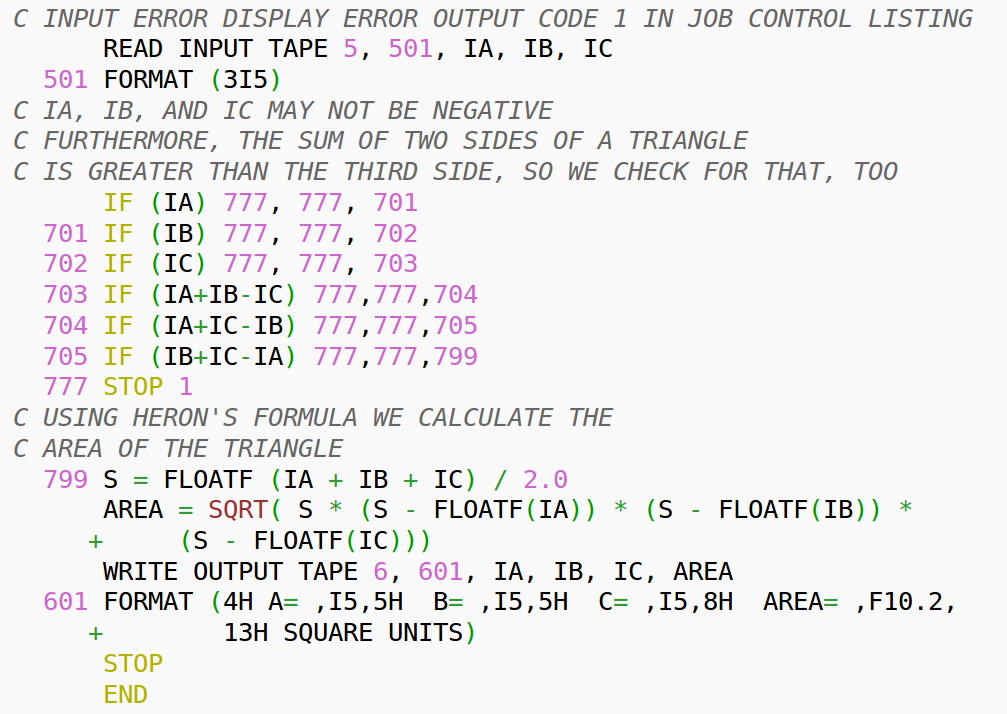 C INPUT ERROR DISPLAY ERROR OUTPUT CODE 1 IN JOB CONTROL LISTING
      READ INPUT TAPE 5, 501, IA, IB, IC
  501 FORMAT (3I5)
C IA, IB, AND IC MAY NOT BE NEGATIVE
C FURTHERMORE, THE SUM OF TWO SIDES OF A TRIANGLE
C IS GREATER THAN THE THIRD SIDE, SO WE CHECK FOR THAT, TOO
      IF (IA) 777, 777, 701
  701 IF (IB) 777, 777, 702
  702 IF (IC) 777, 777, 703
  703 IF (IA+IB-IC) 777,777,704
  704 IF (IA+IC-IB) 777,777,705
  705 IF (IB+IC-IA) 777,777,799
  777 STOP 1
C USING HERON'S FORMULA WE CALCULATE THE
C AREA OF THE TRIANGLE
  799 S = FLOATF (IA + IB + IC) / 2.0
      AREA = SQRT( S * (S - FLOATF(IA)) * (S - FLOATF(IB)) *
     +     (S - FLOATF(IC)))
      WRITE OUTPUT TAPE 6, 601, IA, IB, IC, AREA
  601 FORMAT (4H A= ,I5,5H  B= ,I5,5H  C= ,I5,8H  AREA= ,F10.2,
     +        13H SQUARE UNITS)
      STOP
      END